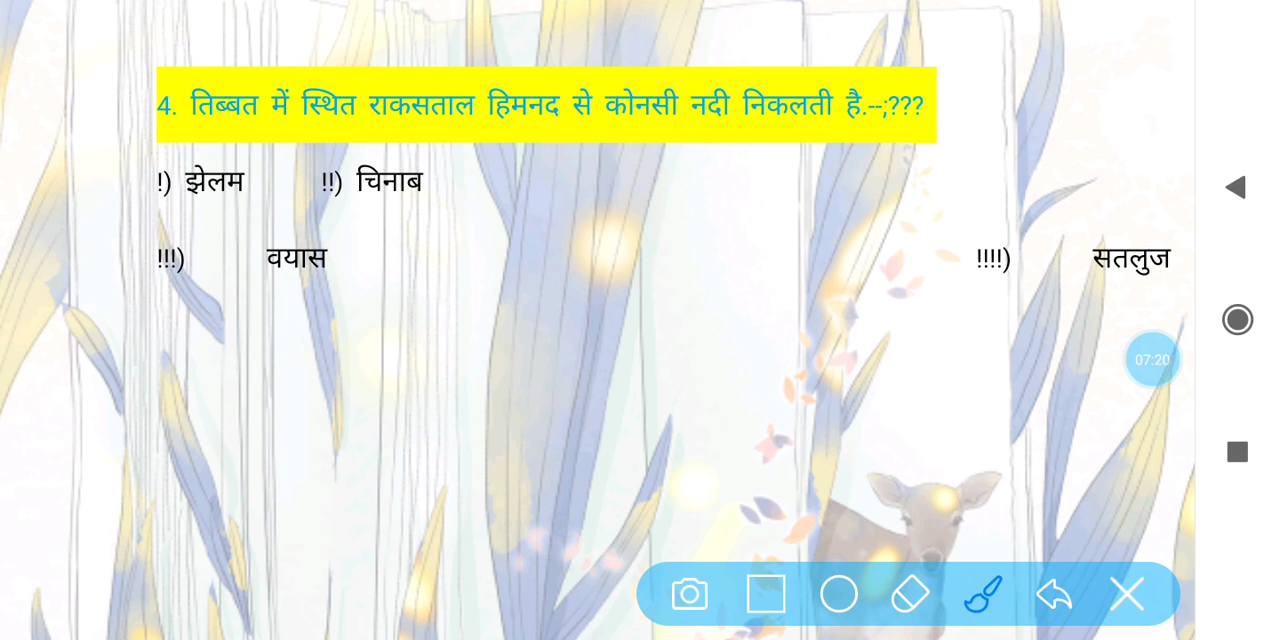 4. तिब्बत में स्थित राकसताल हिमनद से कोनसी नदी निकलती है.--;???
!) झेलम !!) चिनाब
!!!) वयास !!!!) सतलुज
07:20